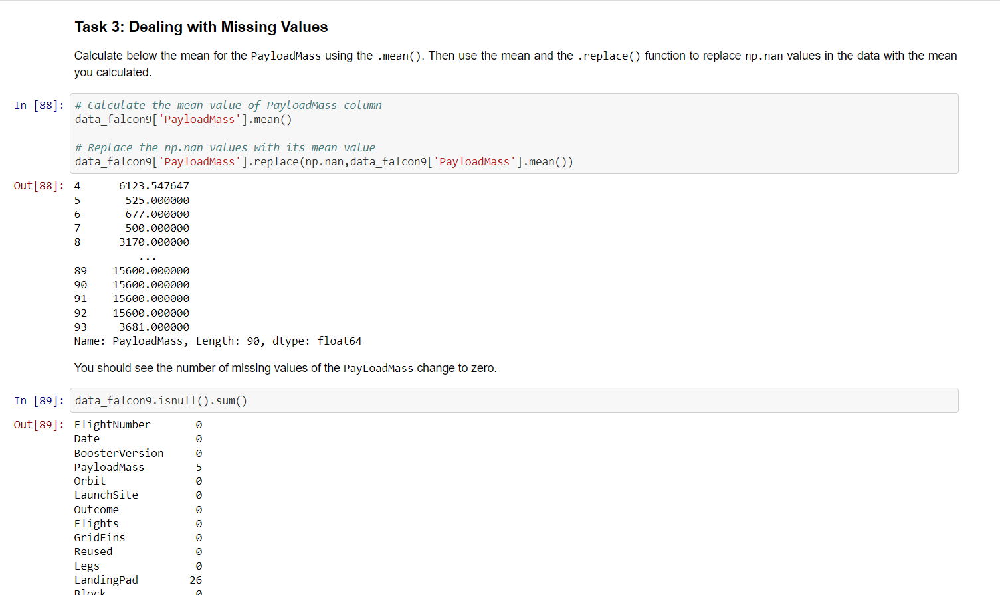 Task 3: Dealing with Missing Values
Calculate below the mean for the PayloadMass using the .mean(). Then use the mean and the .replace() function to replace np.nan values in the data with the mean
you calculated.
In [88]: # Calculate the mean value of PayloadMass column
data_falcon9['PayloadMass'].mean()
# Replace the np.nan values with its mean value
data_falcon9['PayloadMass'].replace(np.nan,data_falcon9['PayloadMass'].mean())
Out[88]: 4 6123.547647
5 525.000000
6 677.000000
7 500.000000
8 3170.000000
...
89 15600.000000
90 15600.000000
91 15600.000000
92 15600.000000
93 3681.000000
Name: PayloadMass, Length: 90, dtype: float64
You should see the number of missing values of the PayLoadMass change to zero.
In [89]: data_falcon9.isnull().sum()
Out[89]: FlightNumber 0
Date 0
BoosterVersion 0
PayloadMass 5
Orbit 0
LaunchSite 0
Outcome 0
Flights 0
GridFins 0
Reused 0
Legs 0
LandingPad 26
Block 0